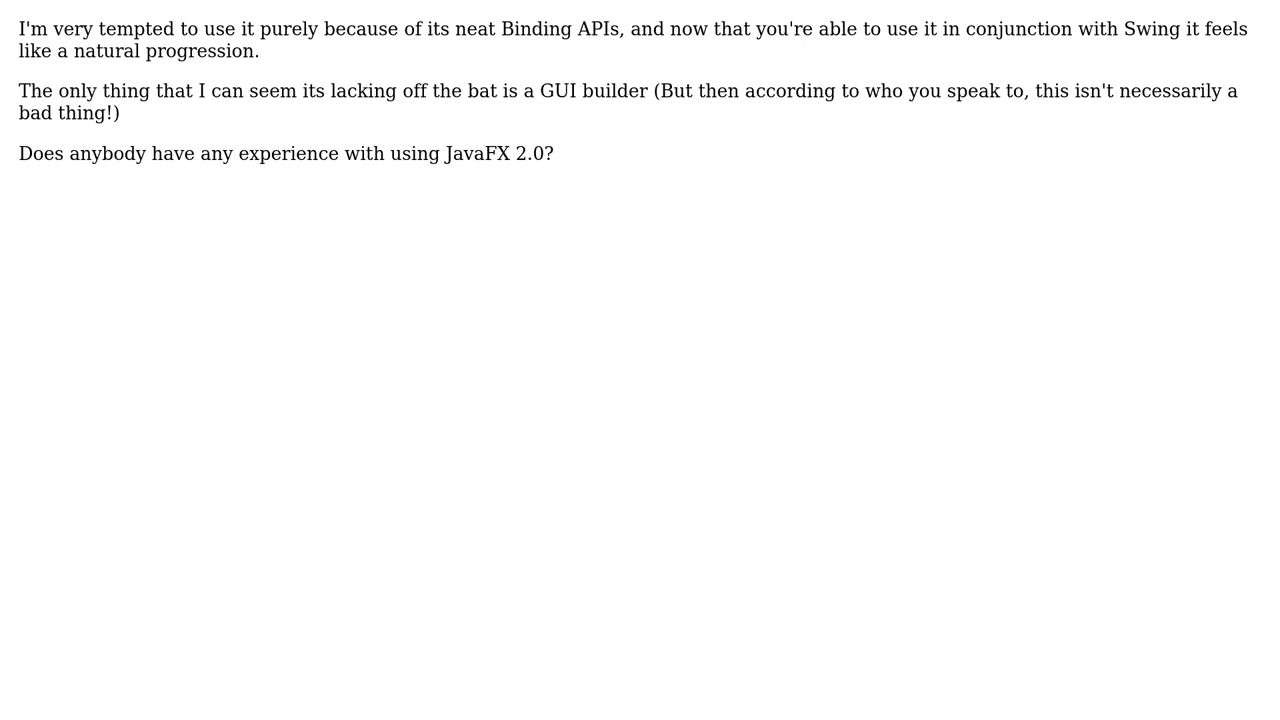 I'm very tempted to use it purely because of its neat Binding APIs, and now that you're able to use it in conjunction with Swing it feels
like a natural progression.
The only thing that I can seem its lacking off the bat is a GUI builder (But then according to who you speak to, this isn't necessarily a
bad thing!)
Does anybody have any experience with using JavaFX 2.0?